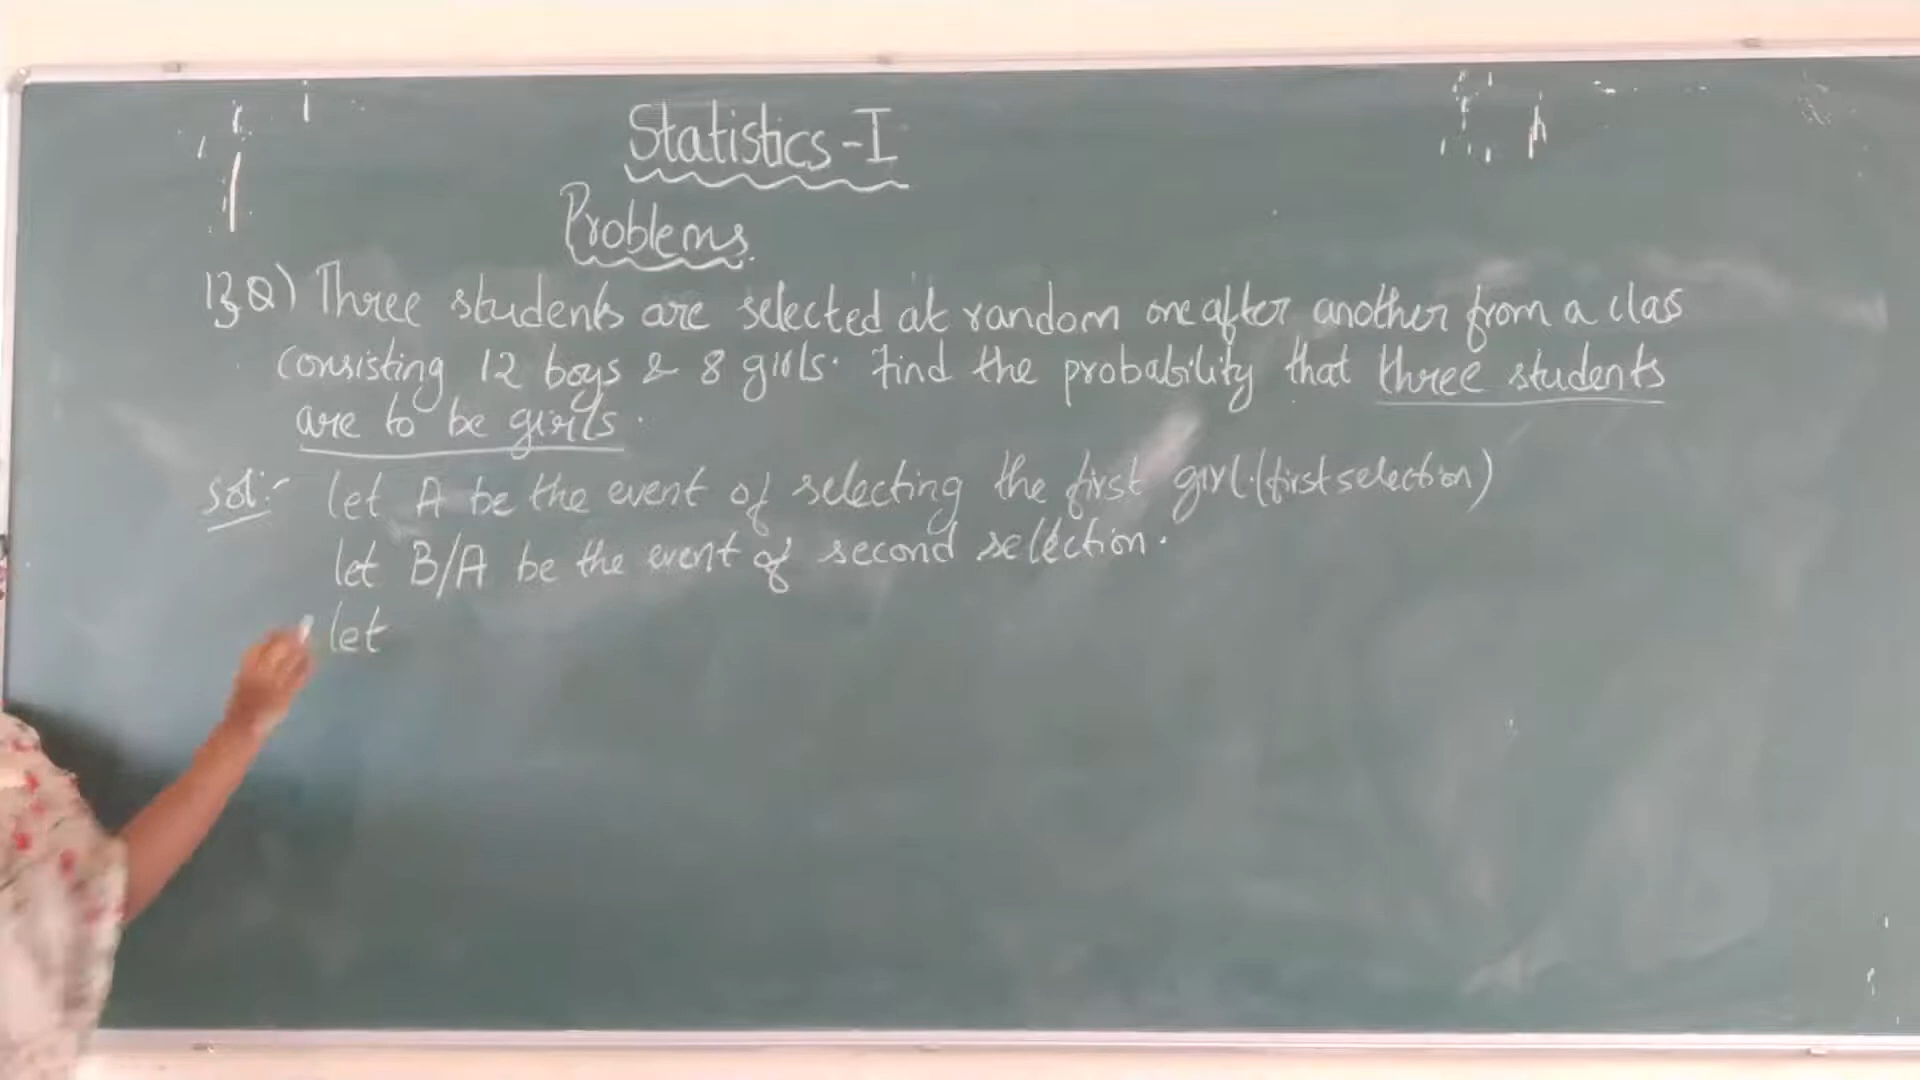 Statistics-I
Problems.
13Q) Three students are selected at random one after another from a clas
consisting 12 boys & 8 girls. Find the probability that three students
are to be girls.
Sol:- let A be the event of selecting the first girl.(first selection)
let B/A be the event of second selection.
let